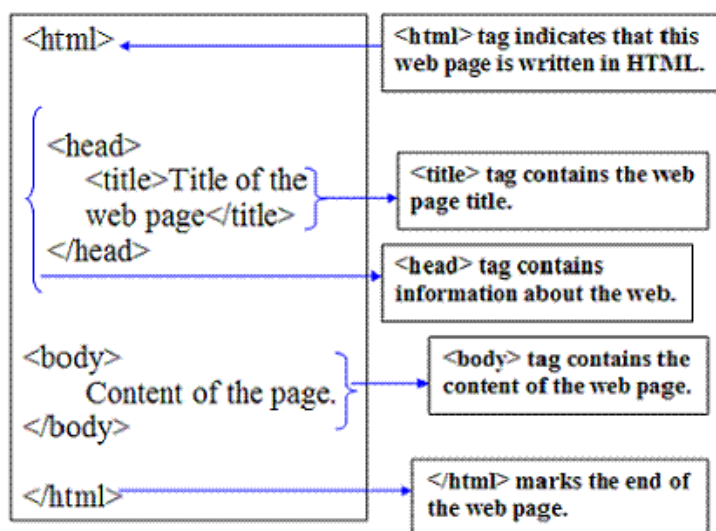 <html>
<html> tag indicates that this
web page is written in HTML.
<head>
<title>Title of the
web page</title>
</head>
<title> tag contains the web
page title.
<head> tag contains
information about the web.
<body>
Content of the page.
</body>
<body> tag contains the
content of the web page.
</html>
</html> marks the end of
the web page.